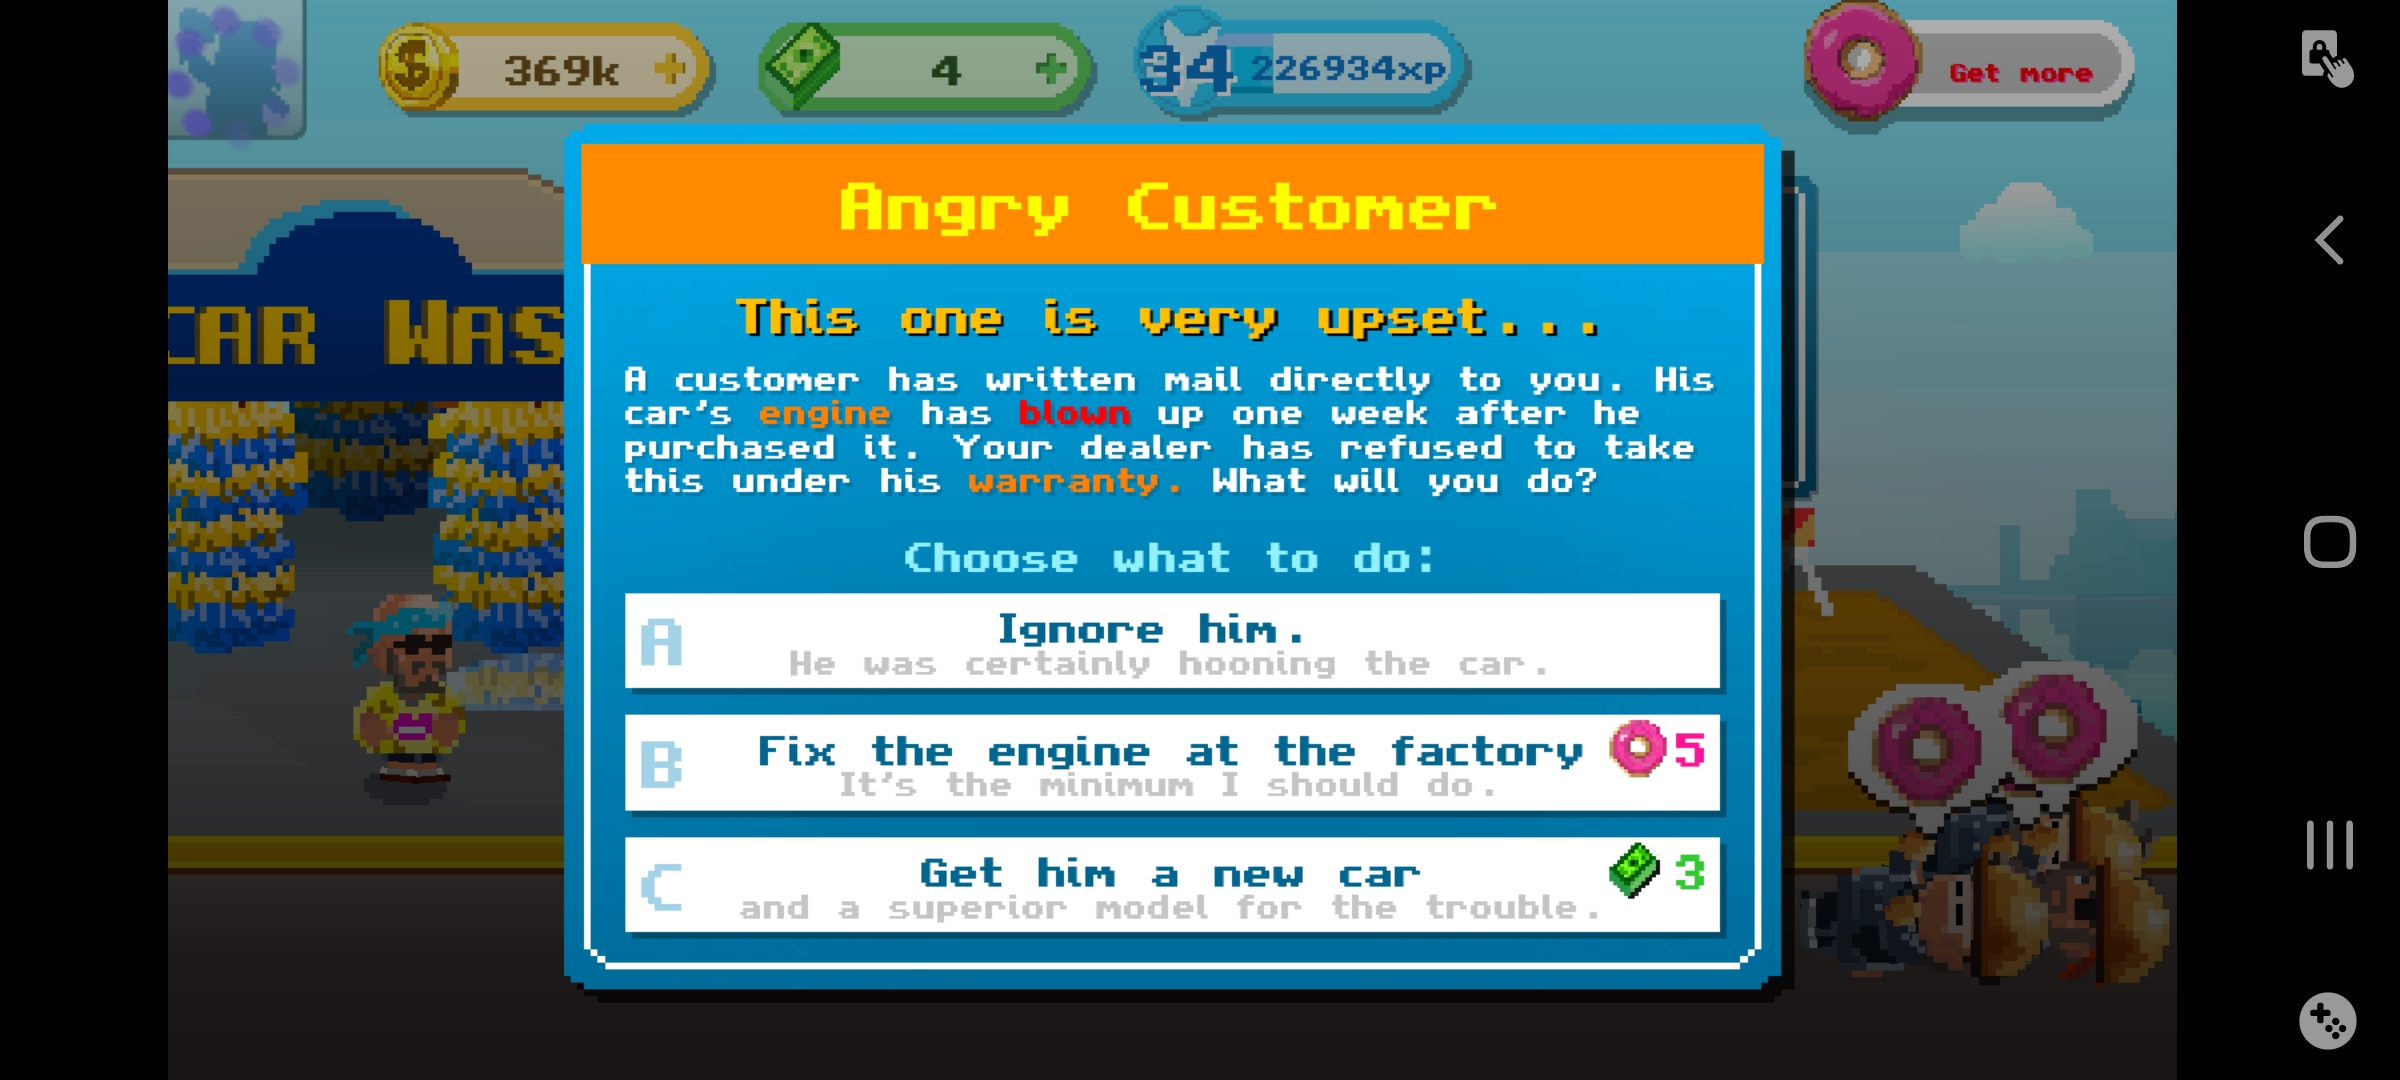 369k
4
34
226934xp
Get more
Angry Customer
CAR WAS
This one is very upset...
A customer has written mail directly to you. His
car's engine has blown up one week after he
purchased it. Your dealer has refused to take
this under his warranty. What will you do?
Choose what to do:
A
Ignore him.
He was certainly hooning the car.
B
Fix the engine at the factory
5
It's the minimum I should do.
C
Get him a new car
3
and a superior model for the trouble.